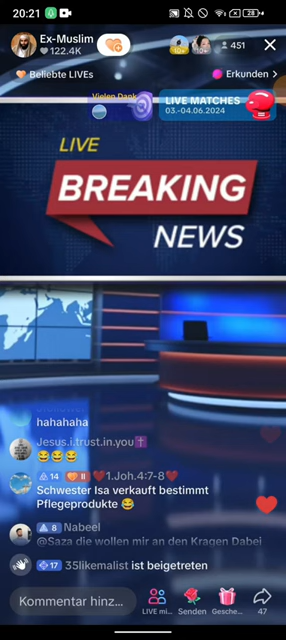 20:21
28
Ex-Muslim
122.4K
10+
10+
451
Beliebte LIVEs
Erkunden >
Vielen Dank
LIVE MATCHES
03.-04.06.2024
LIVE
BREAKING
NEWS
hahahaha
Jesus.i.trust.in.you
14 II 1.Joh.4:7-8
Schwester Isa verkauft bestimmt
Pflegeprodukte
8 Nabeel
@Saza die wollen mir an den Kragen Dabei
17 35likemalist ist beigetreten
Kommentar hinz...
LIVE mi...
Senden
Gesche...
47